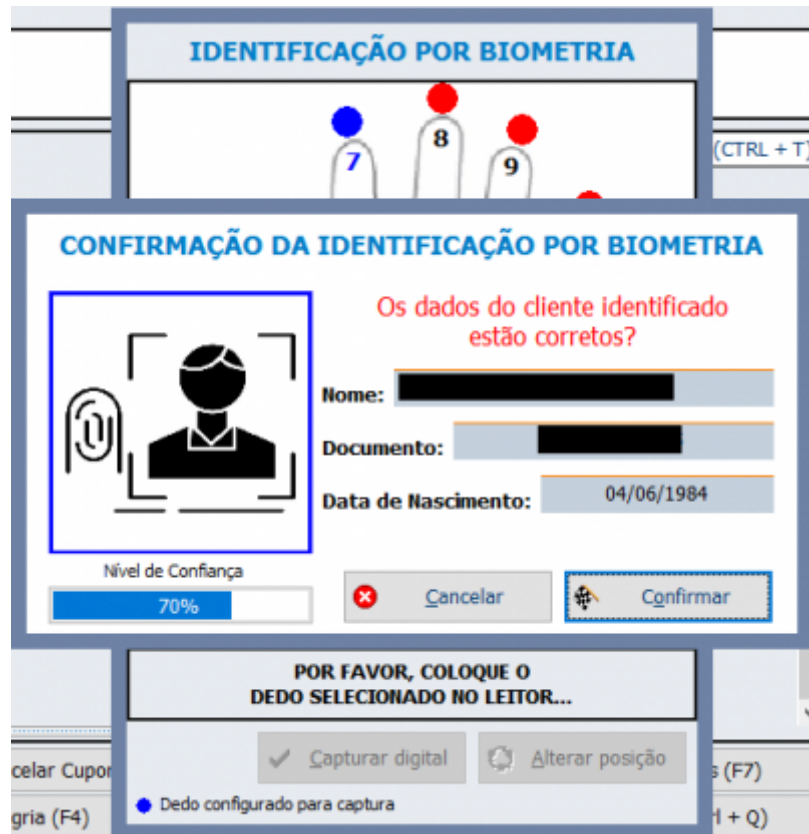 IDENTIFICAÇÃO POR BIOMETRIA
7
8
9
(CTRL + T)
CONFIRMAÇÃO DA IDENTIFICAÇÃO POR BIOMETRIA
Os dados do cliente identificado
estão corretos?
Nome:
Documento:
Data de Nascimento: 04/06/1984
Nível de Confiança
70%
Cancelar
Confirmar
POR FAVOR, COLOQUE O
DEDO SELECIONADO NO LEITOR...
Capturar digital
Alterar posição
celar Cupo
s (F7)
Dedo configurado para captura
gria (F4)
+ Q)